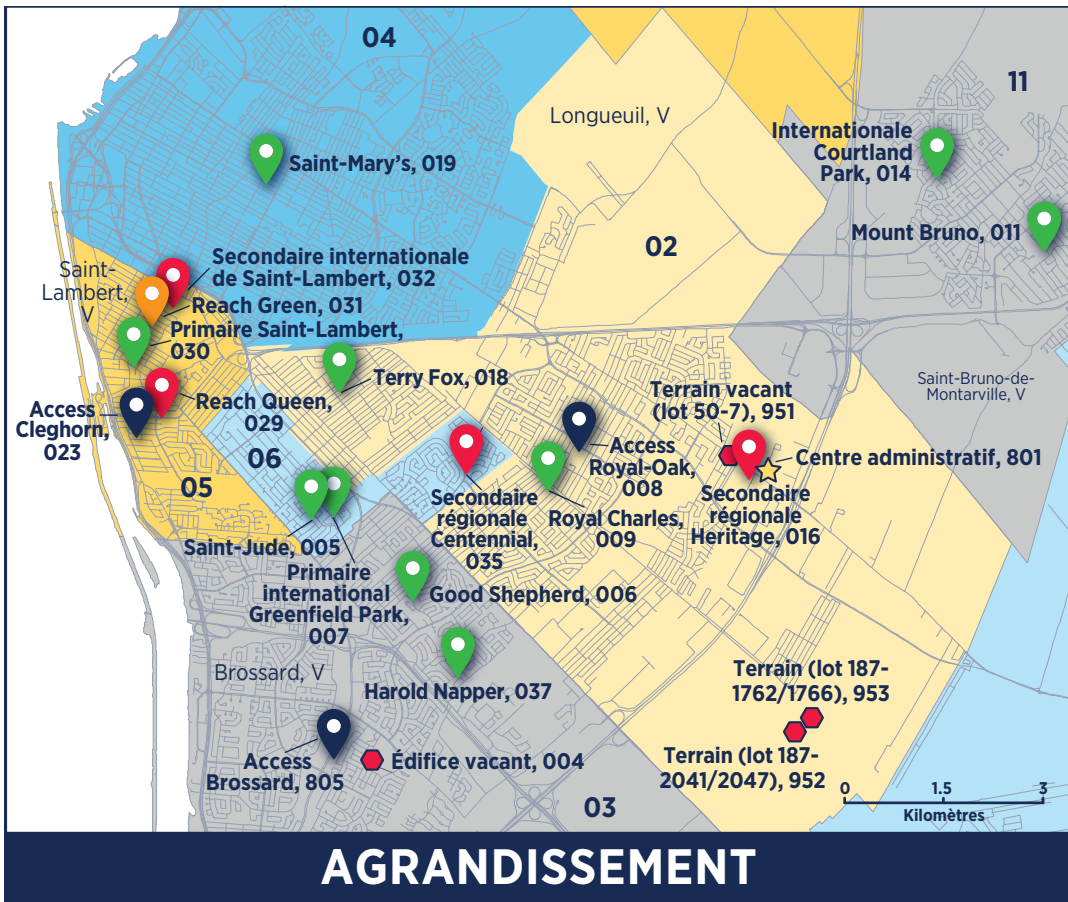 04
11
Longueuil, V
Internationale
Courtland
Park, 014
Saint-Mary's, 019
Mount Bruno, 011
02
Secondaire internationale
de Saint-Lambert, 032
Saint-
Lambert,
V
Reach Green, 031
Primaire Saint-Lambert,
030
Terry Fox, 018
Saint-Bruno-de-
Montarville, V
Terrain vacant
(lot 50-7), 951
Reach Queen,
029
Access
Cleghorn,
023
06
Access
Royal-Oak,
008
Centre administratif, 801
05
Secondaire
régionale
Centennial,
035
Royal Charles,
009
Secondaire
régionale
Heritage, 016
Saint-Jude, 005
Primaire
international
Greenfield Park,
007
Good Shepherd, 006
Brossard, V
Harold Napper, 037
Terrain (lot 187-
1762/1766), 953
Access
Brossard, 805
Édifice vacant, 004
Terrain (lot 187-
2041/2047), 952
03
0 1.5 3
Kilomètres
AGRANDISSEMENT